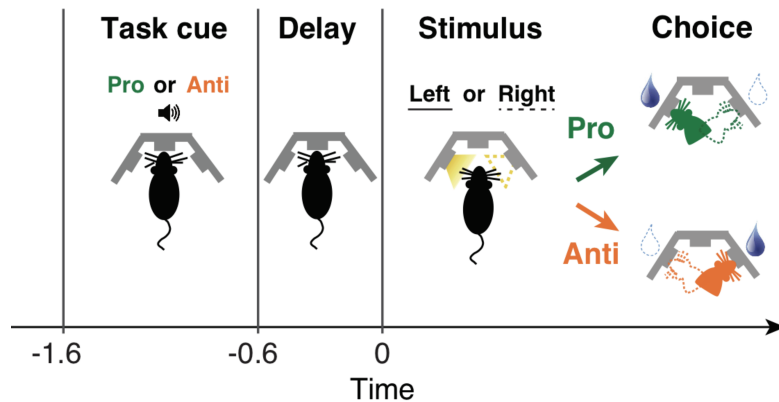 Task cue
Delay
Stimulus
Choice
Pro or Anti
Left or Right
Pro
Anti
-1.6
-0.6
0
Time